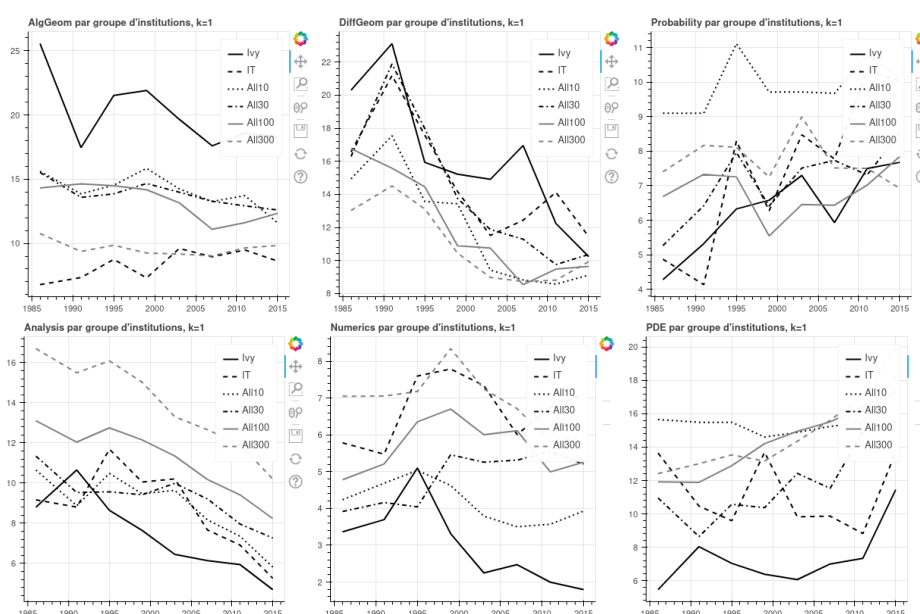 AlgGeom par groupe d'institutions, k=1
Ivy
IT
All10
All30
All100
All300
25
20
15
10
1985 1990 1995 2000 2005 2010 2015
DiffGeom par groupe d'institutions, k=1
Ivy
IT
All10
All30
All100
All300
22
20
18
16
14
12
10
8
1985 1990 1995 2000 2005 2010 2015
Probability par groupe d'institutions, k=1
Ivy
IT
All10
All30
All100
All300
11
10
9
8
7
6
5
4
1985 1990 1995 2000 2005 2010 2015
Analysis par groupe d'institutions, k=1
Ivy
IT
All10
All30
All100
All300
16
14
12
10
8
6
1985 1990 1995 2000 2005 2010 2015
Numerics par groupe d'institutions, k=1
Ivy
IT
All10
All30
All100
All300
8
7
6
5
4
3
2
1985 1990 1995 2000 2005 2010 2015
PDE par groupe d'institutions, k=1
Ivy
IT
All10
All30
All100
All300
20
18
16
14
12
10
8
6
1985 1990 1995 2000 2005 2010 2015